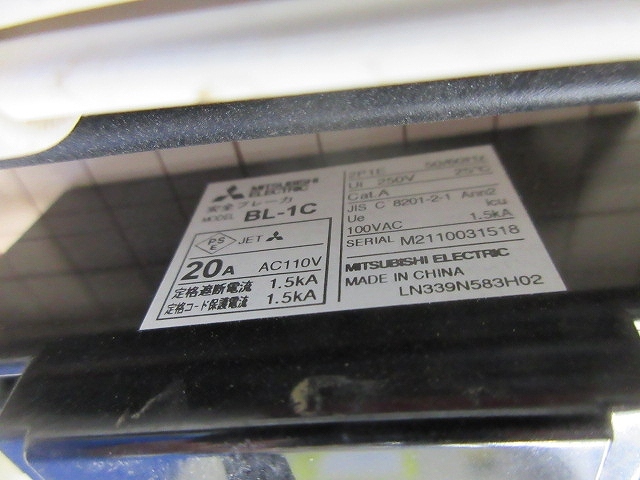 MITSUBISHI
ELECTRIC
安全ブレーカ
MODEL BL-1C
PS
E
JET
20A AC110V
定格遮断電流 1.5kA
定格コード保護電流 1.5kA
2P1E 50/60Hz
Ui 250V 25℃
Cat.A
JIS C 8201-2-1 Ann2
Ue Icu
100VAC 1.5kA
SERIAL M2110031518
MITSUBISHI ELECTRIC
MADE IN CHINA
LN339N583H02